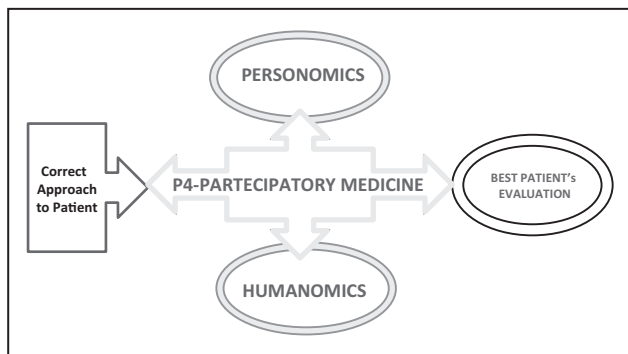 PERSONOMICS
Correct
Approach
to Patient
P4-PARTECIPATORY MEDICINE
BEST PATIENT's
EVALUATION
HUMANOMICS